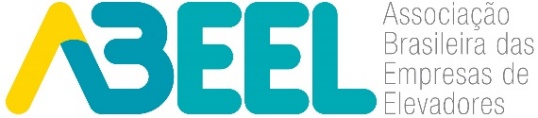 ABEEL
Associação
Brasileira das
Empresas de
Elevadores